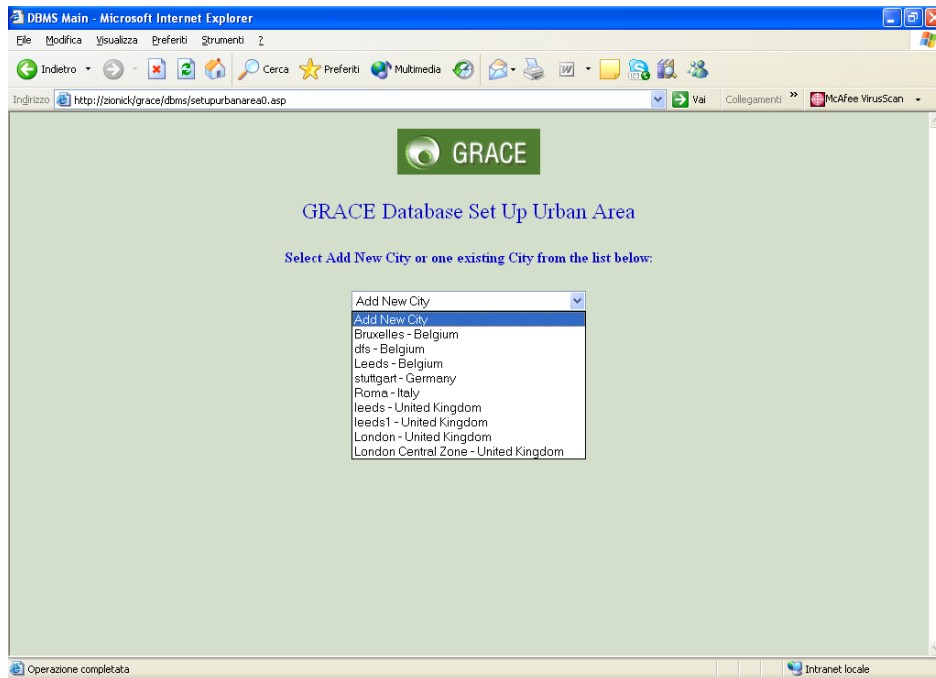 DBMS Main - Microsoft Internet Explorer
File Modifica Visualizza Preferiti Strumenti ?
Indietro Cerca Preferiti Multimedia
Indirizzo http://zionick/grace/dbms/setupurbanarea0.asp Vai Collegamenti » McAfee VirusScan
GRACE
GRACE Database Set Up Urban Area
Select Add New City or one existing City from the list below:
Add New City
Add New City
Bruxelles - Belgium
dfs - Belgium
Leeds - Belgium
stuttgart - Germany
Roma - Italy
leeds - United Kingdom
leeds1 - United Kingdom
London - United Kingdom
London Central Zone - United Kingdom
Operazione completata Intranet locale